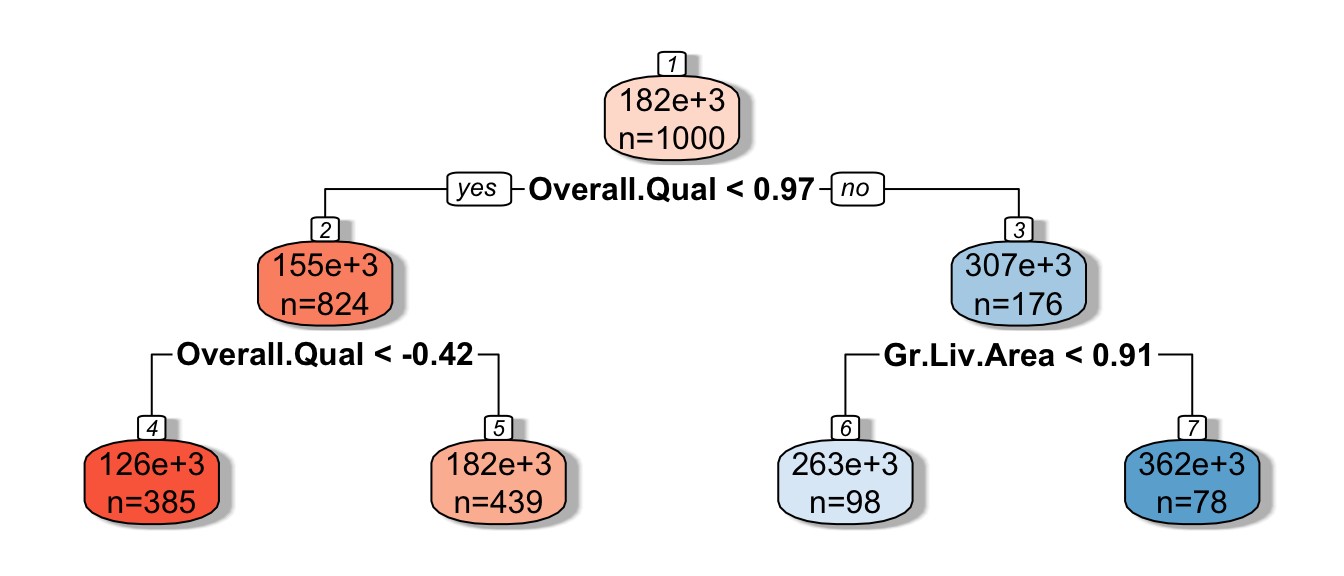 1
182e+3
n=1000
yes Overall.Qual < 0.97 no
2 3
155e+3 307e+3
n=824 n=176
Overall.Qual < -0.42 Gr.Liv.Area < 0.91
4 5 6 7
126e+3 182e+3 263e+3 362e+3
n=385 n=439 n=98 n=78